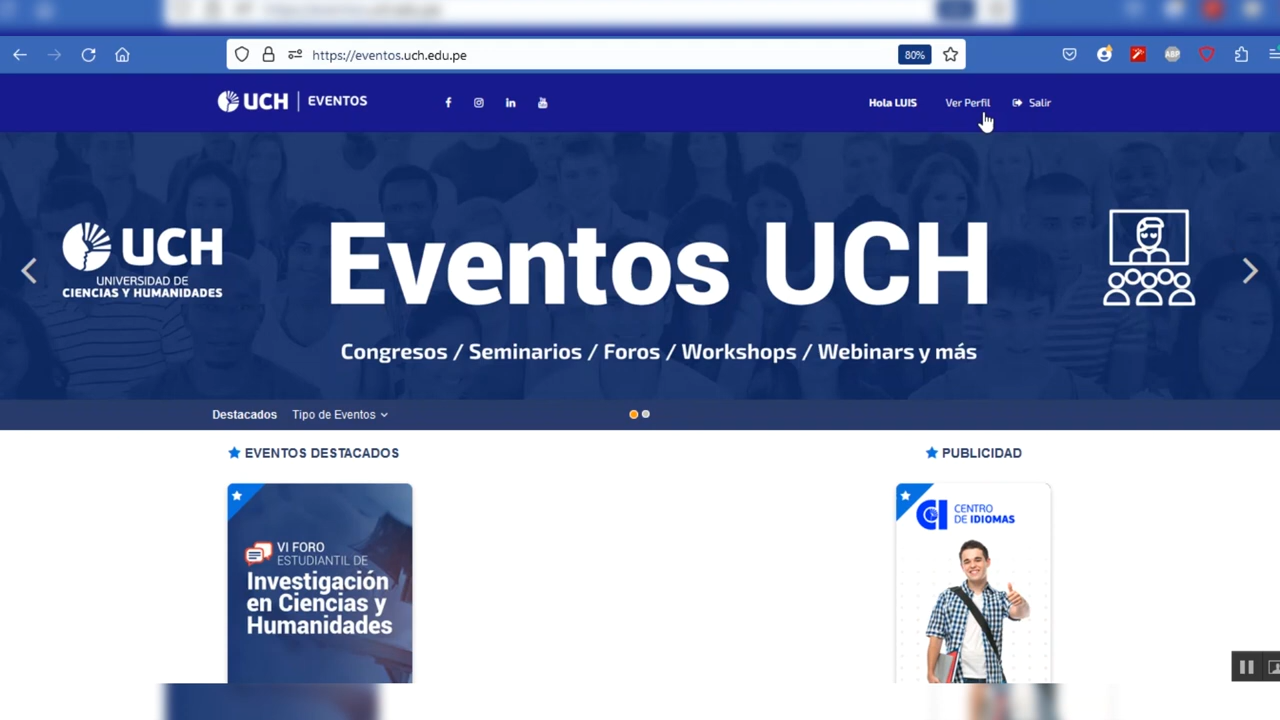 https://eventos.uch.edu.pe
80%
ABP
UCH | EVENTOS
Hola LUIS
Ver Perfil
Salir
UCH
UNIVERSIDAD DE
CIENCIAS Y HUMANIDADES
Eventos UCH
Congresos / Seminarios / Foros / Workshops / Webinars y más
Destacados
Tipo de Eventos
EVENTOS DESTACADOS
PUBLICIDAD
VI FORO
ESTUDIANTIL DE
Investigación
en Ciencias y
Humanidades
CI
CENTRO
DE IDIOMAS